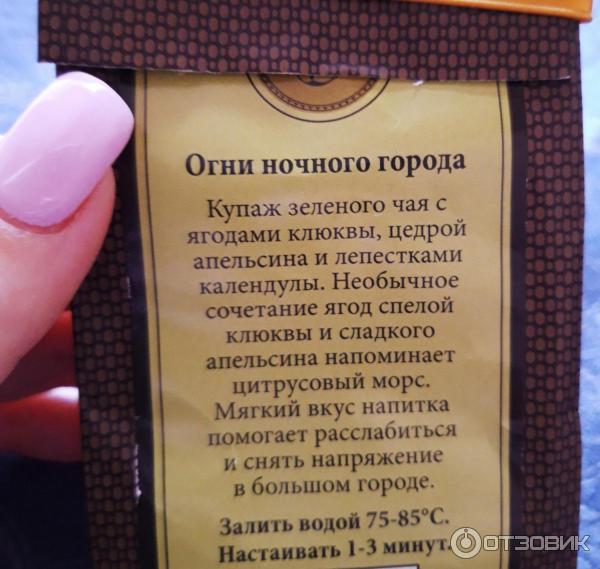 Огни ночного города
Купаж зеленого чая с
ягодами клюквы, цедрой
апельсина и лепестками
календулы. Необычное
сочетание ягод спелой
клюквы и сладкого
апельсина напоминает
цитрусовый морс.
Мягкий вкус напитка
помогает расслабиться
и снять напряжение
в большом городе.
Залить водой 75-85°С.
Настаивать 1-3 минут.
ОТЗОВИК